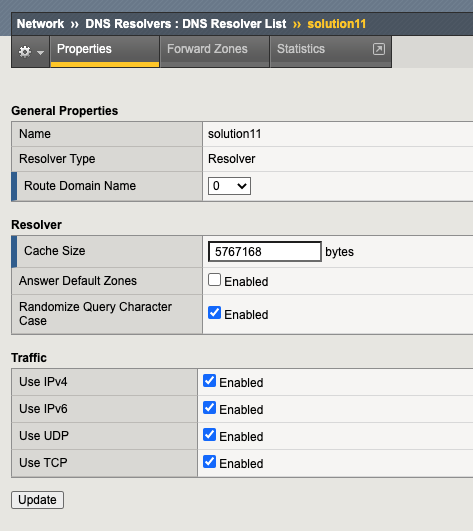 Network ›› DNS Resolvers : DNS Resolver List ›› solution11
Properties Forward Zones Statistics
General Properties
Name solution11
Resolver Type Resolver
Route Domain Name 0
Resolver
Cache Size 5767168 bytes
Answer Default Zones Enabled
Randomize Query Character
Case Enabled
Traffic
Use IPv4 Enabled
Use IPv6 Enabled
Use UDP Enabled
Use TCP Enabled
Update